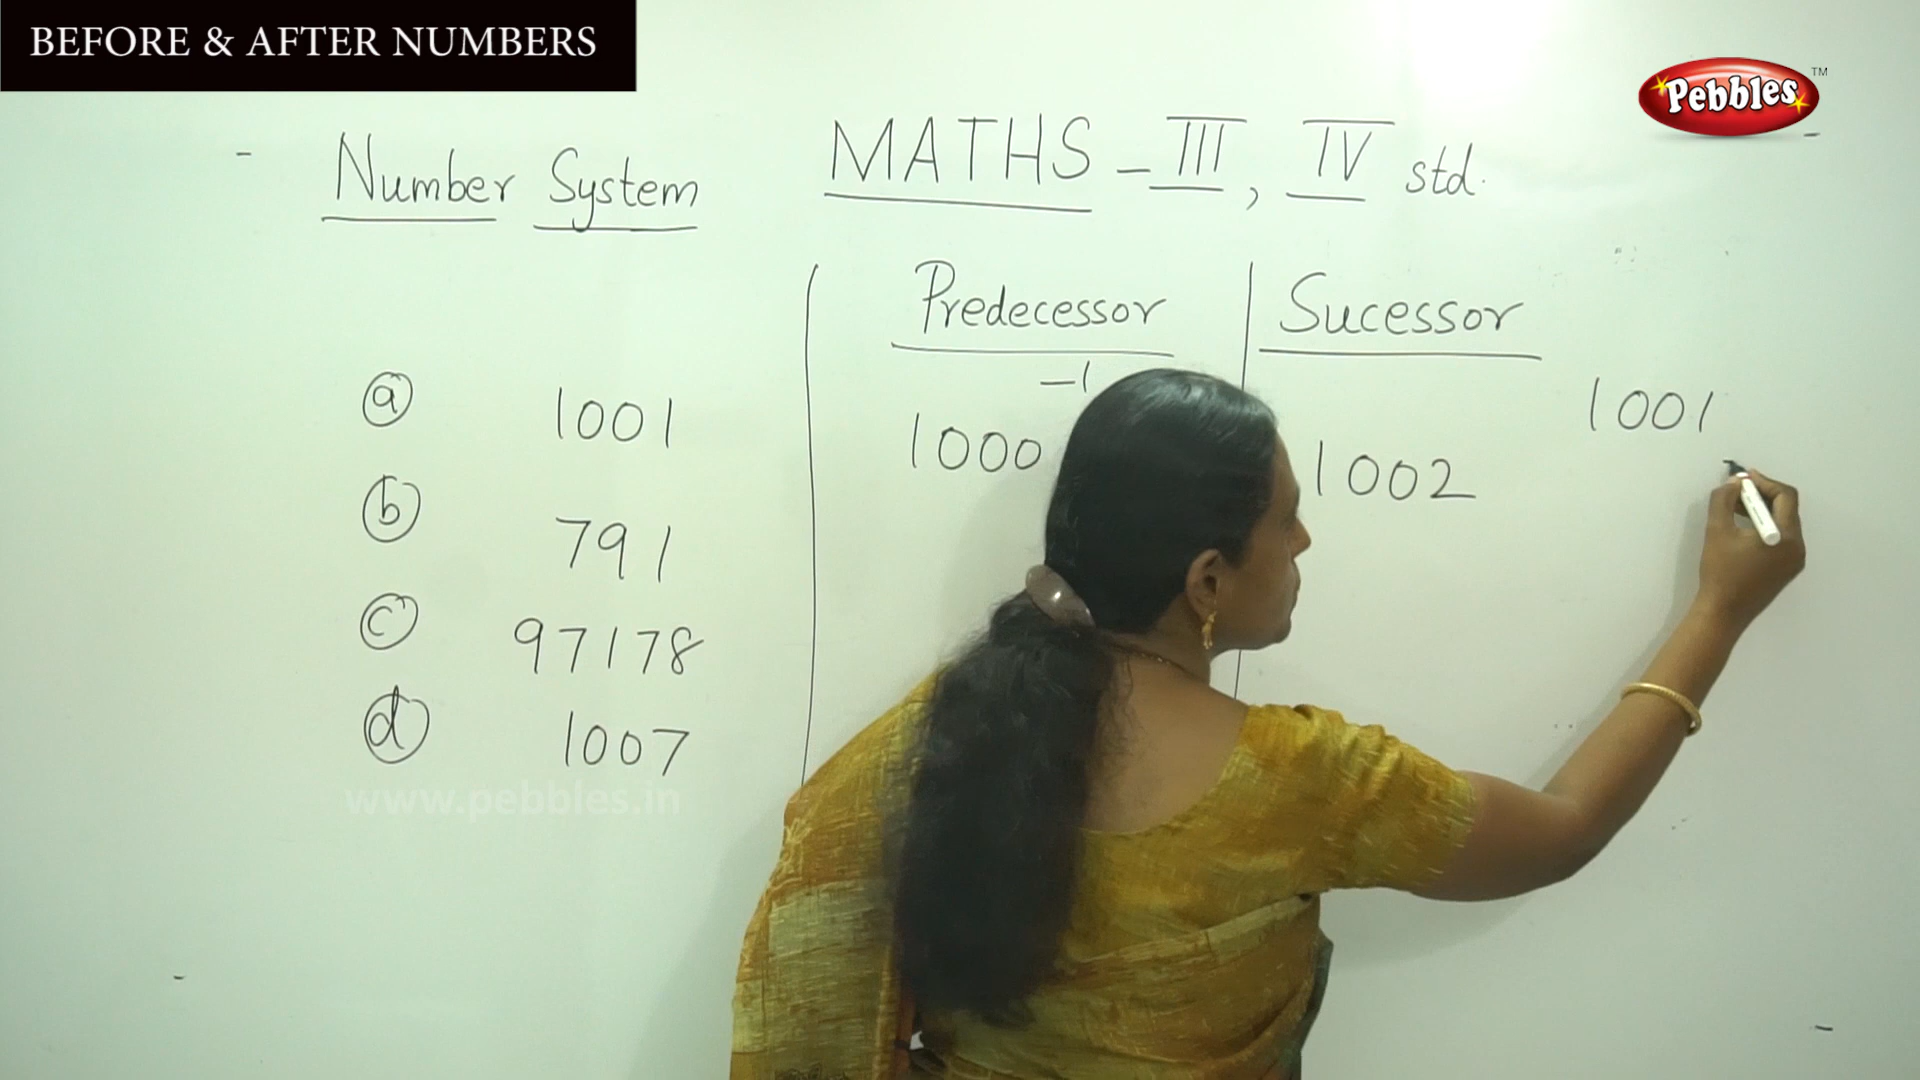 BEFORE & AFTER NUMBERS
Pebbles TM
Number System
MATHS - III, IV std.
Predecessor
Sucessor
-1
a 1001
1000
1002
1001
b 791
c 97178
d 1007
www.pebbles.in